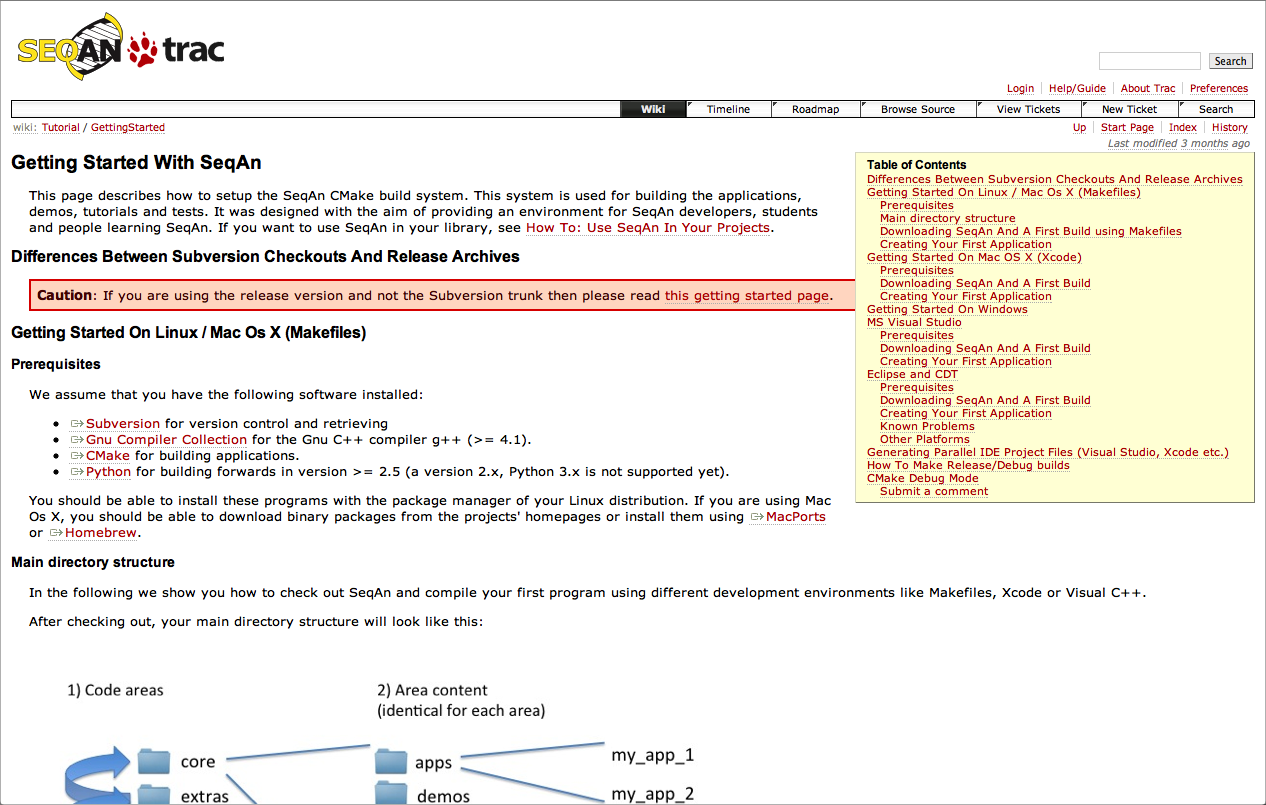 SEQAN trac
Search
Login Help/Guide About Trac Preferences
Wiki Timeline Roadmap Browse Source View Tickets New Ticket Search
wiki: Tutorial / GettingStarted
Up Start Page Index History
Last modified 3 months ago
Getting Started With SeqAn
This page describes how to setup the SeqAn CMake build system. This system is used for building the applications,
demos, tutorials and tests. It was designed with the aim of providing an environment for SeqAn developers, students
and people learning SeqAn. If you want to use SeqAn in your library, see How To: Use SeqAn In Your Projects.
Differences Between Subversion Checkouts And Release Archives
Caution: If you are using the release version and not the Subversion trunk then please read this getting started page.
Table of Contents
Differences Between Subversion Checkouts And Release Archives
Getting Started On Linux / Mac Os X (Makefiles)
Prerequisites
Main directory structure
Downloading SeqAn And A First Build using Makefiles
Creating Your First Application
Getting Started On Mac OS X (Xcode)
Prerequisites
Downloading SeqAn And A First Build
Creating Your First Application
Getting Started On Windows
MS Visual Studio
Prerequisites
Downloading SeqAn And A First Build
Creating Your First Application
Eclipse and CDT
Prerequisites
Downloading SeqAn And A First Build
Creating Your First Application
Known Problems
Other Platforms
Generating Parallel IDE Project Files (Visual Studio, Xcode etc.)
How To Make Release/Debug builds
CMake Debug Mode
Submit a comment
Getting Started On Linux / Mac Os X (Makefiles)
Prerequisites
We assume that you have the following software installed:
• Subversion for version control and retrieving
• Gnu Compiler Collection for the Gnu C++ compiler g++ (>= 4.1).
• CMake for building applications.
• Python for building forwards in version >= 2.5 (a version 2.x, Python 3.x is not supported yet).
You should be able to install these programs with the package manager of your Linux distribution. If you are using Mac
Os X, you should be able to download binary packages from the projects' homepages or install them using MacPorts
or Homebrew.
Main directory structure
In the following we show you how to check out SeqAn and compile your first program using different development environments like Makefiles, Xcode or Visual C++.
After checking out, your main directory structure will look like this:
1) Code areas
2) Area content
(identical for each area)
core
apps
my_app_1
extras
demos
my_app_2